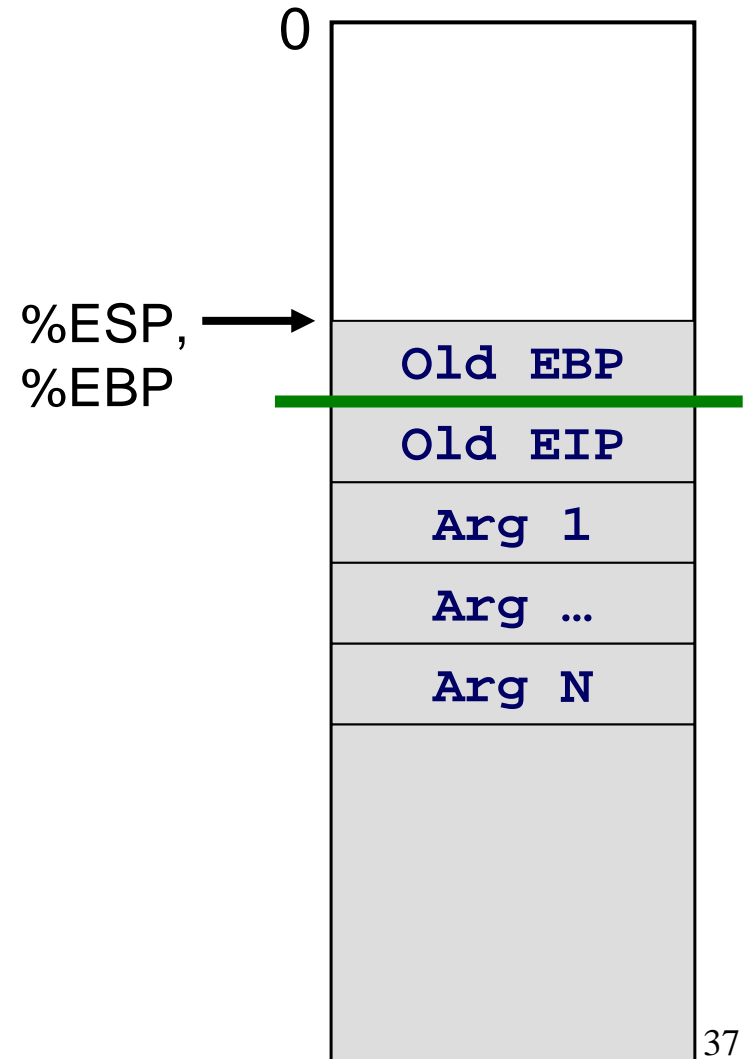 0
%ESP,
%EBP
Old EBP
Old EIP
Arg 1
Arg …
Arg N
37